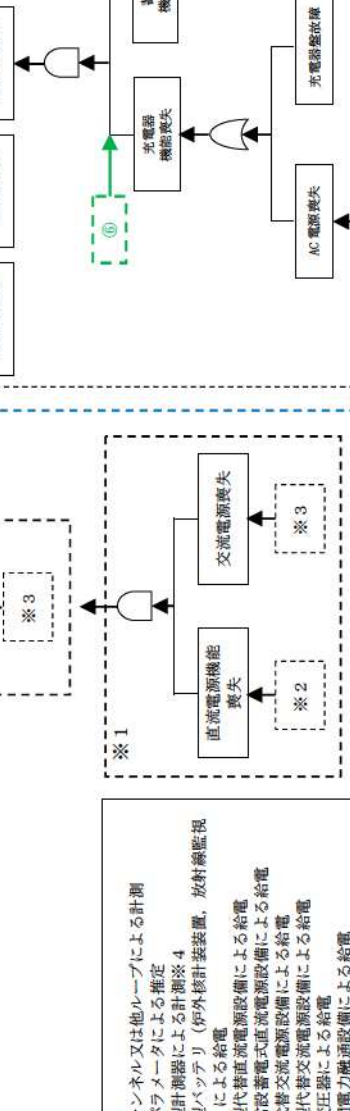 ンネル又は他ループによる計測
ラメータによる推定
計測器による計測※4
バッテリ（炉外核計装装置，放射線監視
による給電
代替直流電源設備による給電
設蓄電式直流電源設備による給電
替交流電源設備による給電
代替交流電源設備による給電
圧器による給電
電力融通設備による給電
※3
※1
直流電源機能
喪失
交流電源喪失
※2
※3
⑥
充電器
機能喪失
AC電源喪失
充電器盤故障